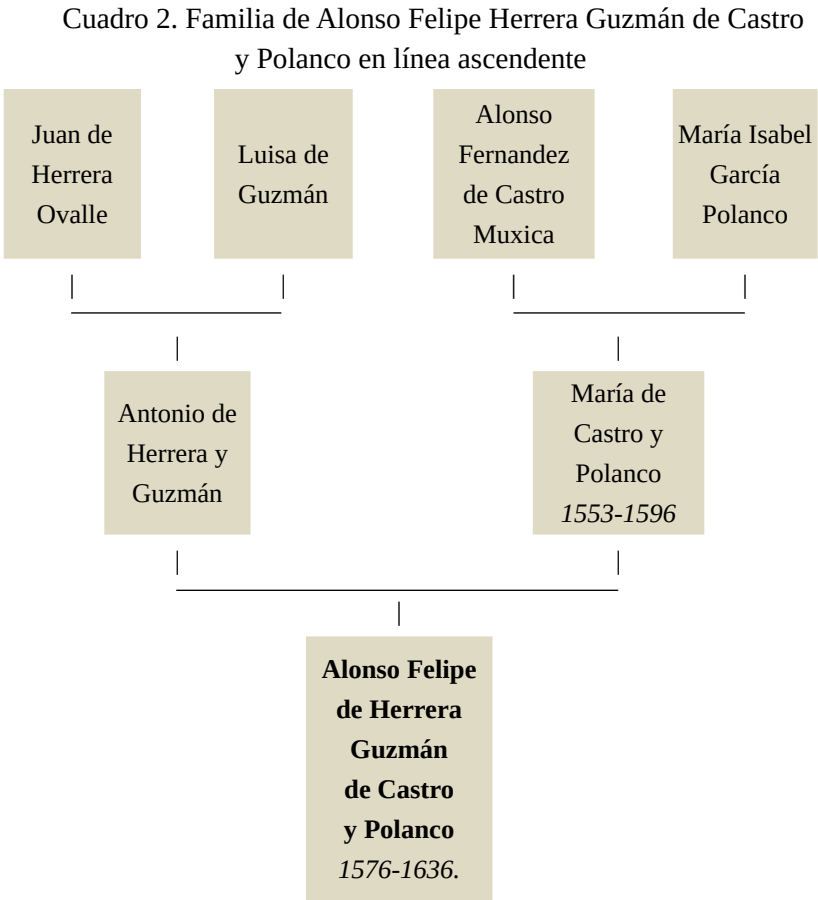 Cuadro 2. Familia de Alonso Felipe Herrera Guzmán de Castro
y Polanco en línea ascendente
Juan de
Herrera
Ovalle
Luisa de
Guzmán
Alonso
Fernandez
de Castro
Muxica
María Isabel
García
Polanco
Antonio de
Herrera y
Guzmán
María de
Castro y
Polanco
1553-1596
Alonso Felipe
de Herrera
Guzmán
de Castro
y Polanco
1576-1636.